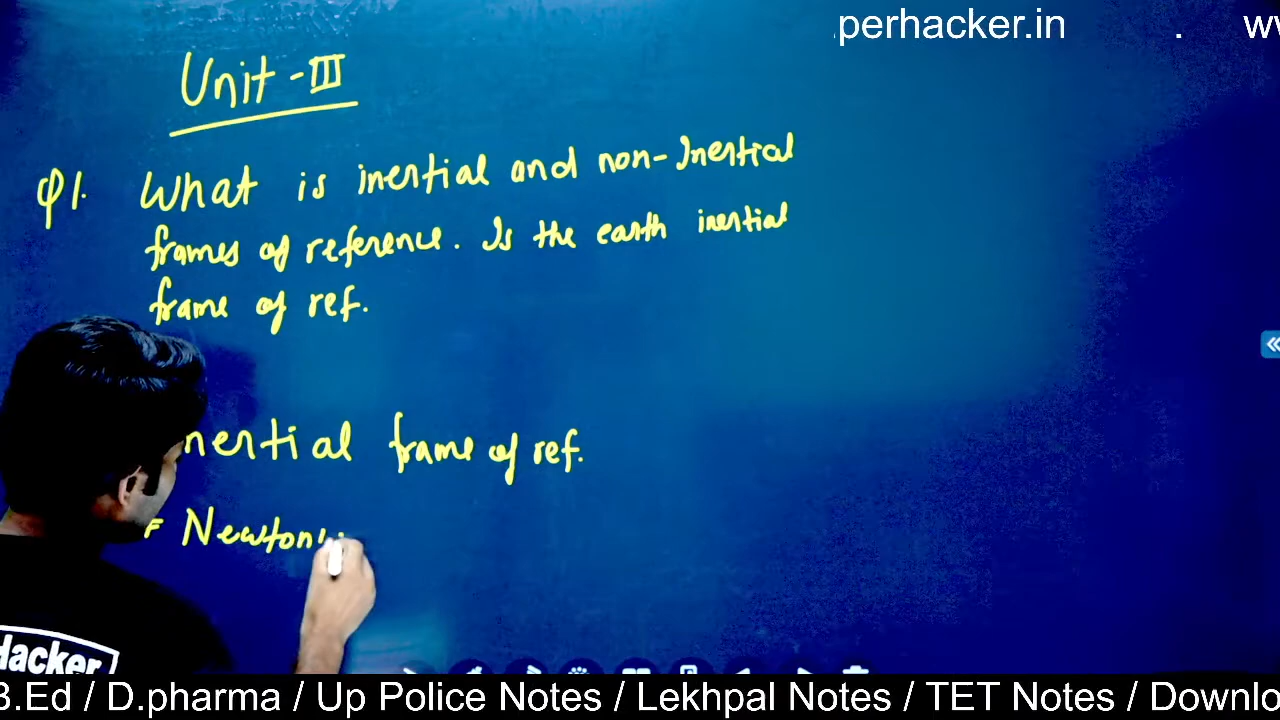 perhacker.in . w
Unit-III
Q1. What is inertial and non-Inertial
frames of reference. Is the earth inertial
frame of ref.
nertial frame of ref.
F Newton's
Hacker
B.Ed / D.pharma / Up Police Notes / Lekhpal Notes / TET Notes / Downlo